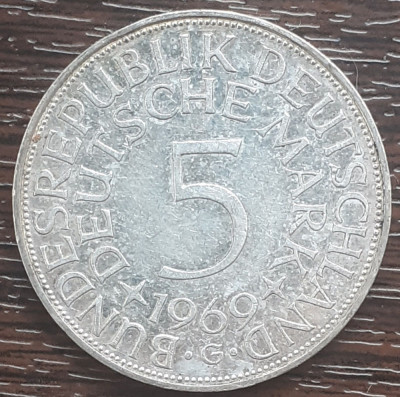 BUNDESREPUBLIK DEUTSCHLAND
DEUTSCHE MARK
5
1969
· G ·